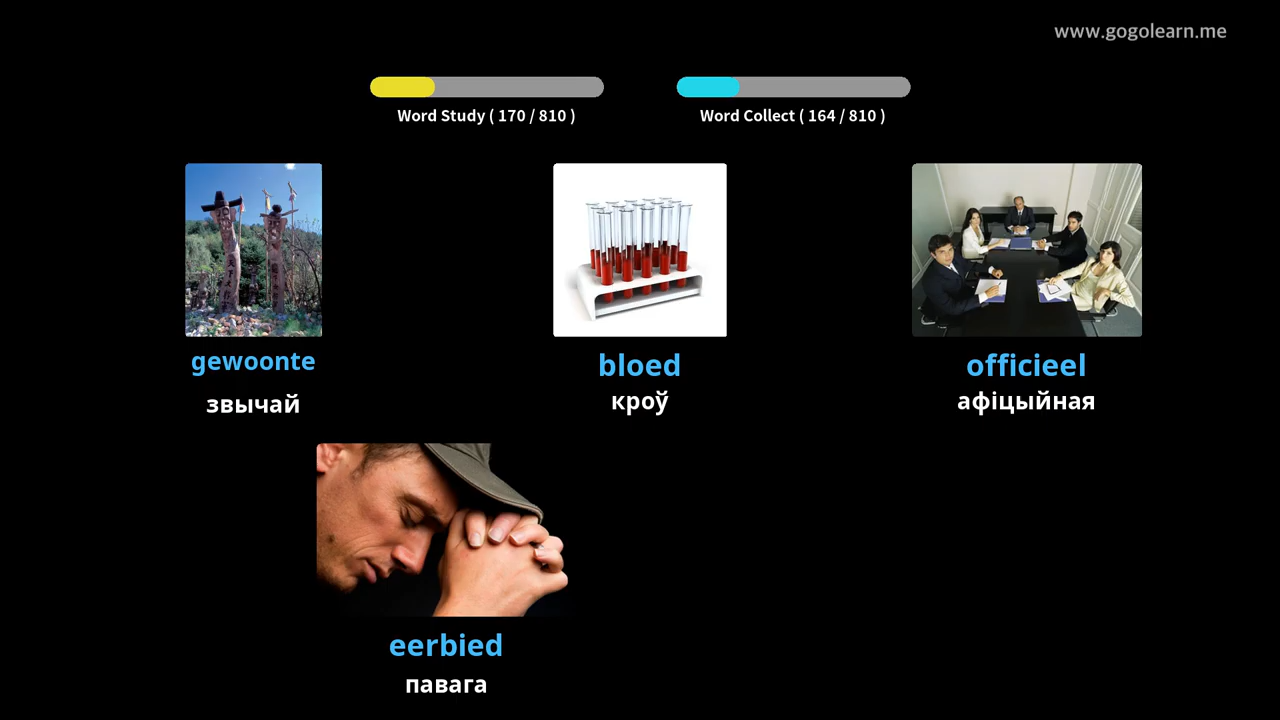 www.gogolearn.me
Word Study ( 170 / 810 )
Word Collect ( 164 / 810 )
gewoonte
звычай
bloed
кроў
officieel
афіцыйная
eerbied
павага